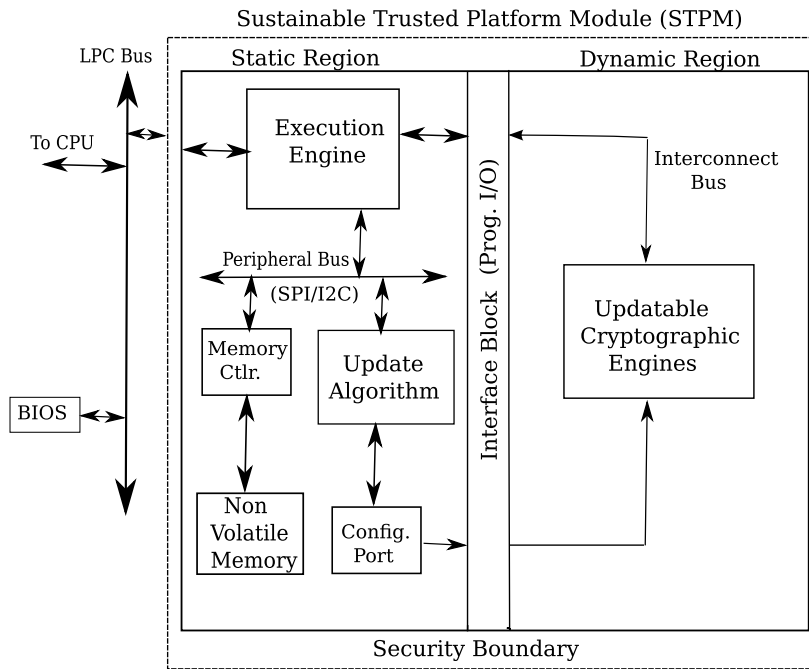 Sustainable Trusted Platform Module (STPM)
LPC Bus
Static Region
Dynamic Region
To CPU
Execution
Engine
Interconnect
Bus
Peripheral Bus
(SPI/I2C)
Interface Block (Prog. I/O)
Memory
Ctlr.
Update
Algorithm
Updatable
Cryptographic
Engines
BIOS
Non
Volatile
Memory
Config.
Port
Security Boundary